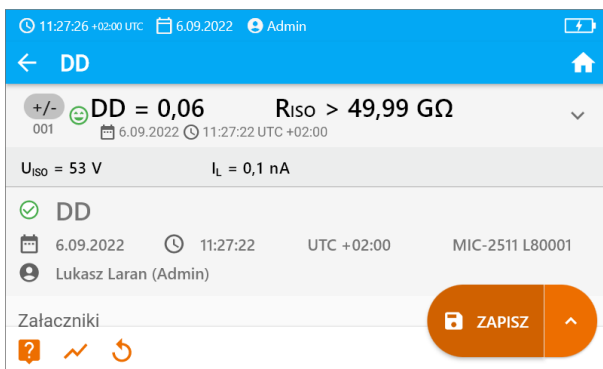 11:27:26 +02:00 UTC 6.09.2022 Admin
DD
+/- DD = 0,06 RISO > 49,99 GΩ
001 6.09.2022 11:27:22 UTC +02:00
UISO = 53 V IL = 0,1 nA
DD
6.09.2022 11:27:22 UTC +02:00 MIC-2511 L80001
Lukasz Laran (Admin)
Załaczniki
ZAPISZ